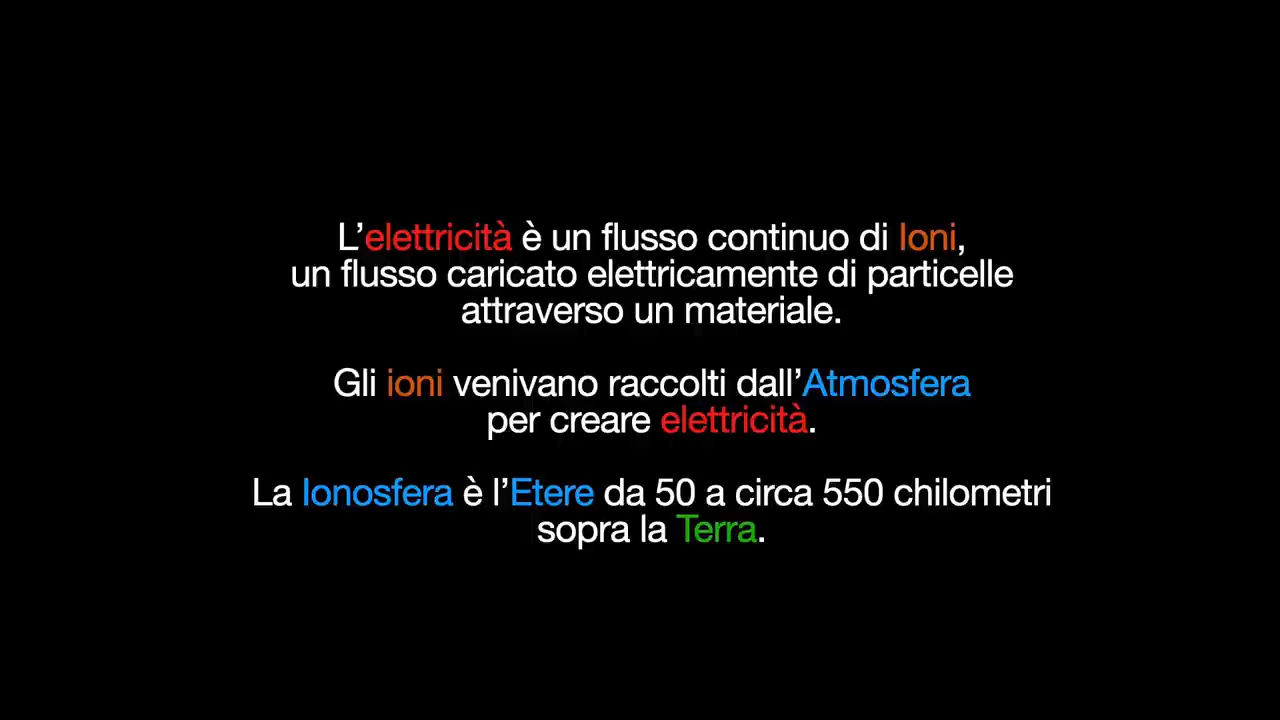 L’elettricità è un flusso continuo di Ioni,
un flusso caricato elettricamente di particelle
attraverso un materiale.
Gli ioni venivano raccolti dall’Atmosfera
per creare elettricità.
La Ionosfera è l’Etere da 50 a circa 550 chilometri
sopra la Terra.